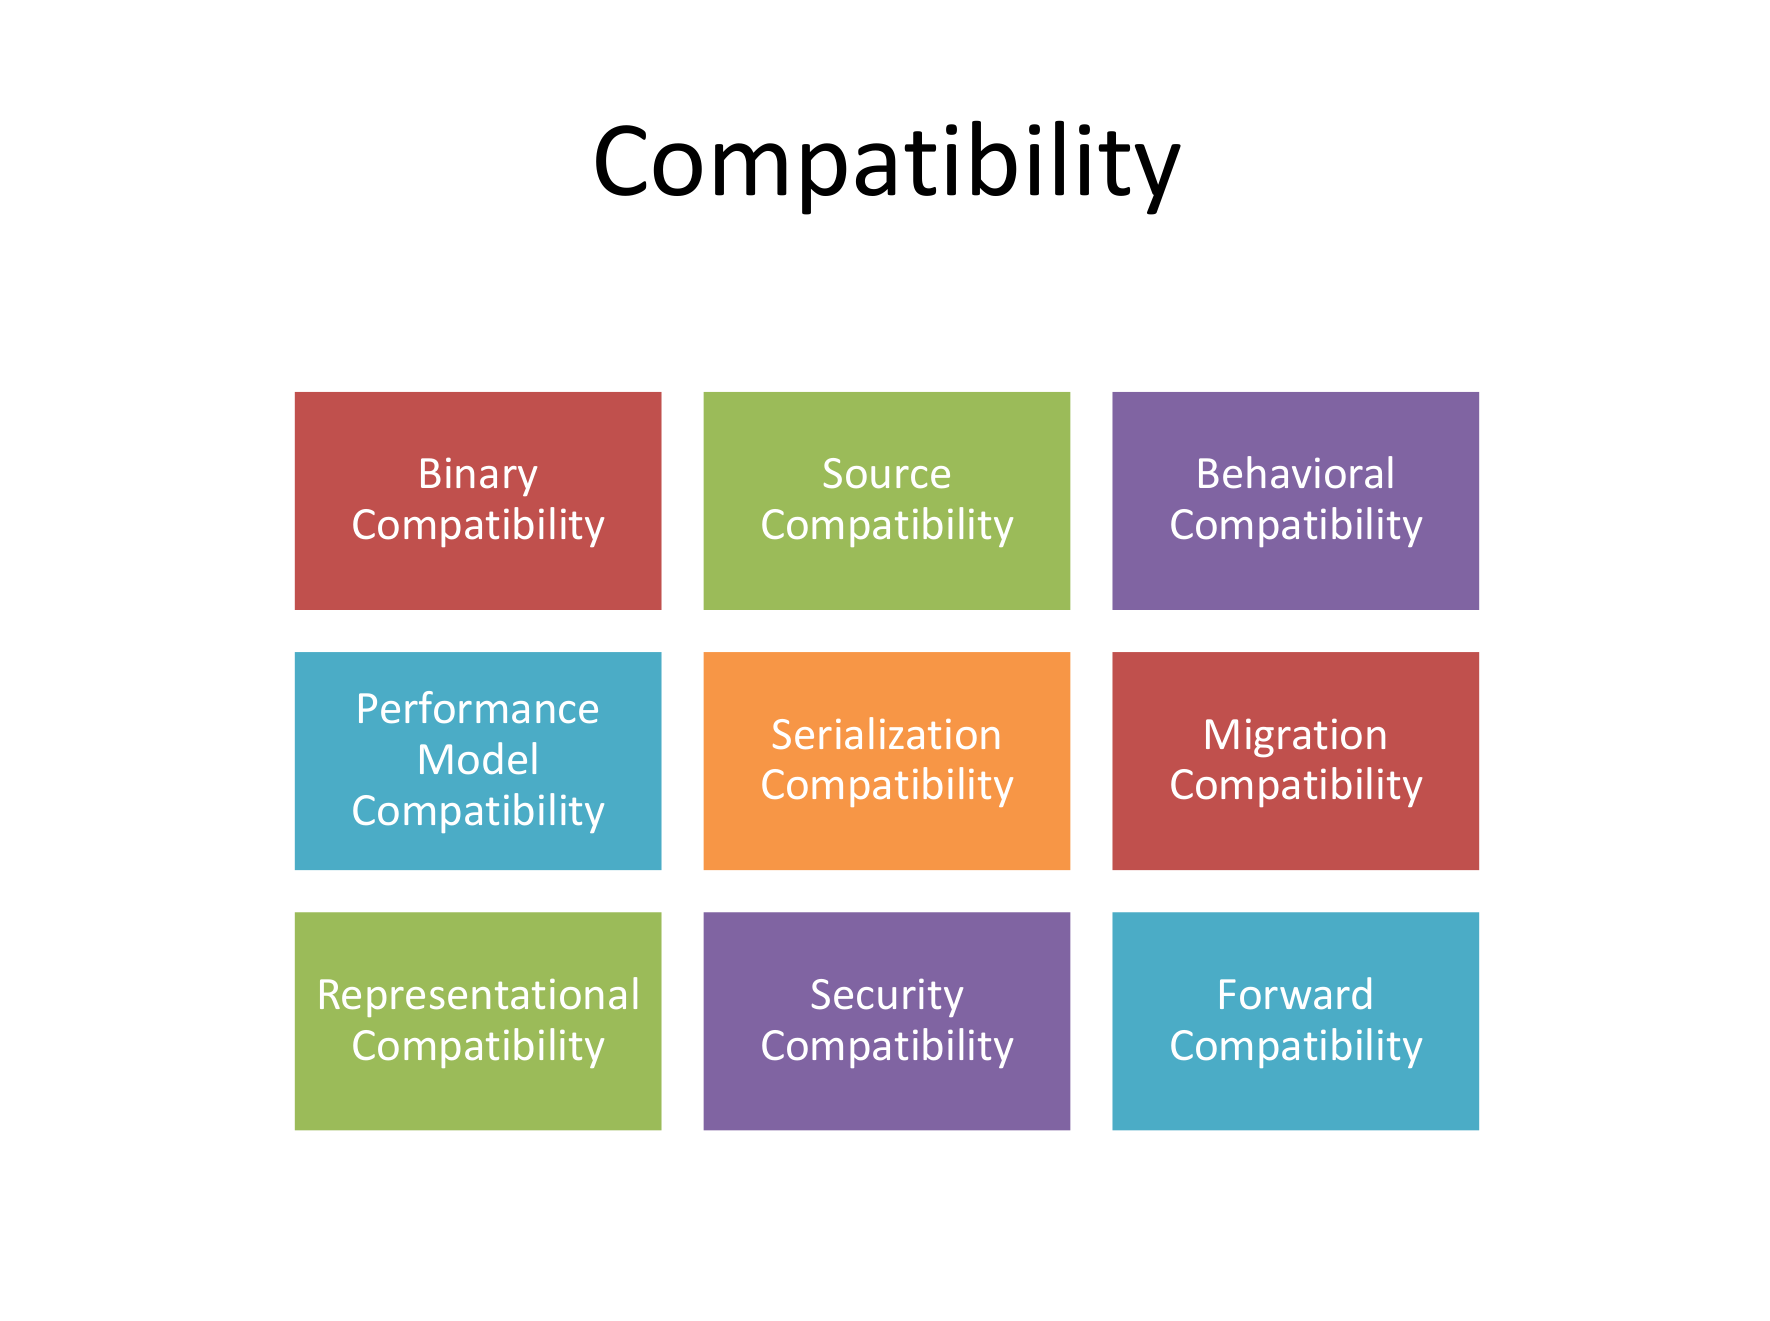 Compatibility
Binary
Compatibility
Source
Compatibility
Behavioral
Compatibility
Performance
Model
Compatibility
Serialization
Compatibility
Migration
Compatibility
Representational
Compatibility
Security
Compatibility
Forward
Compatibility